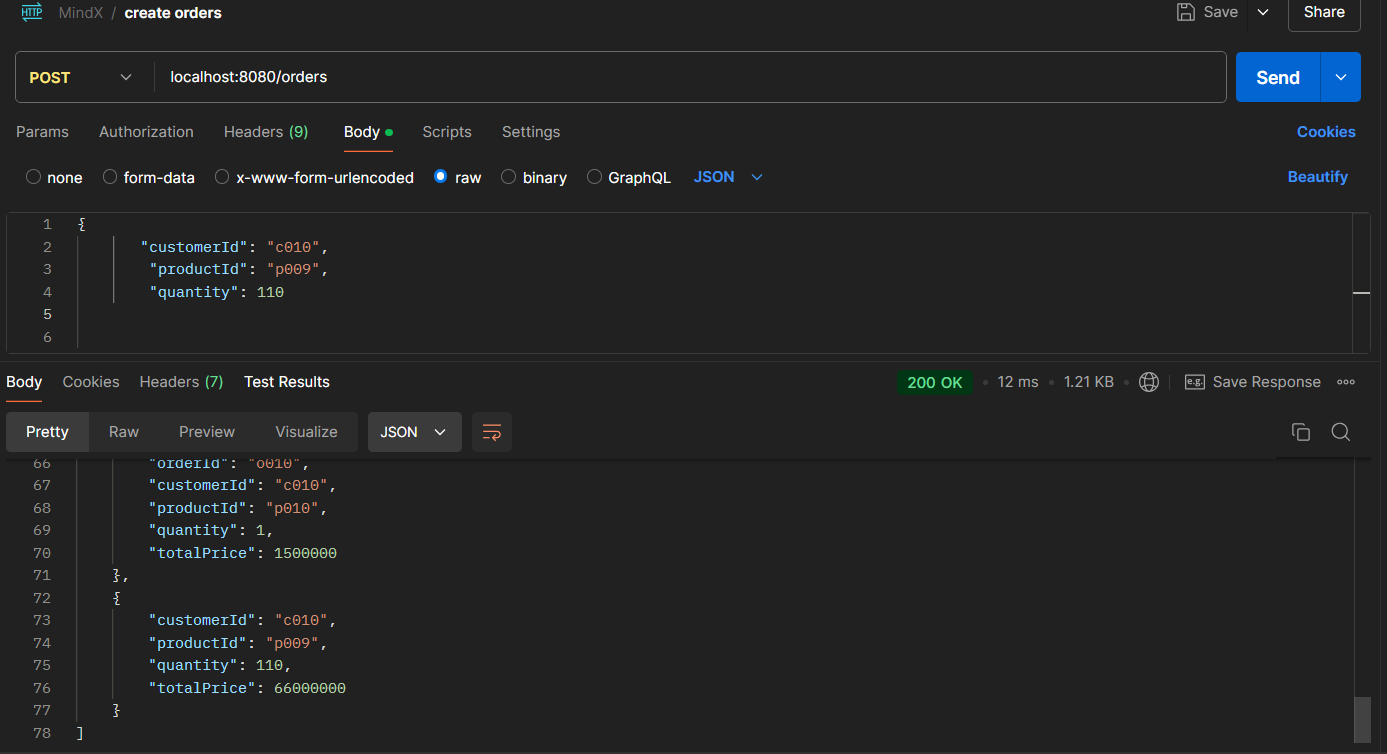 HTTP MindX / create orders Save Share
POST localhost:8080/orders Send
Params Authorization Headers (9) Body Scripts Settings Cookies
none form-data x-www-form-urlencoded raw binary GraphQL JSON Beautify
1 {
2 "customerId": "c010",
3 "productId": "p009",
4 "quantity": 110
5
6
Body Cookies Headers (7) Test Results 200 OK 12 ms 1.21 KB e.g. Save Response
Pretty Raw Preview Visualize JSON
66 "orderId": "o010",
67 "customerId": "c010",
68 "productId": "p010",
69 "quantity": 1,
70 "totalPrice": 1500000
71 },
72 {
73 "customerId": "c010",
74 "productId": "p009",
75 "quantity": 110,
76 "totalPrice": 66000000
77 }
78 ]